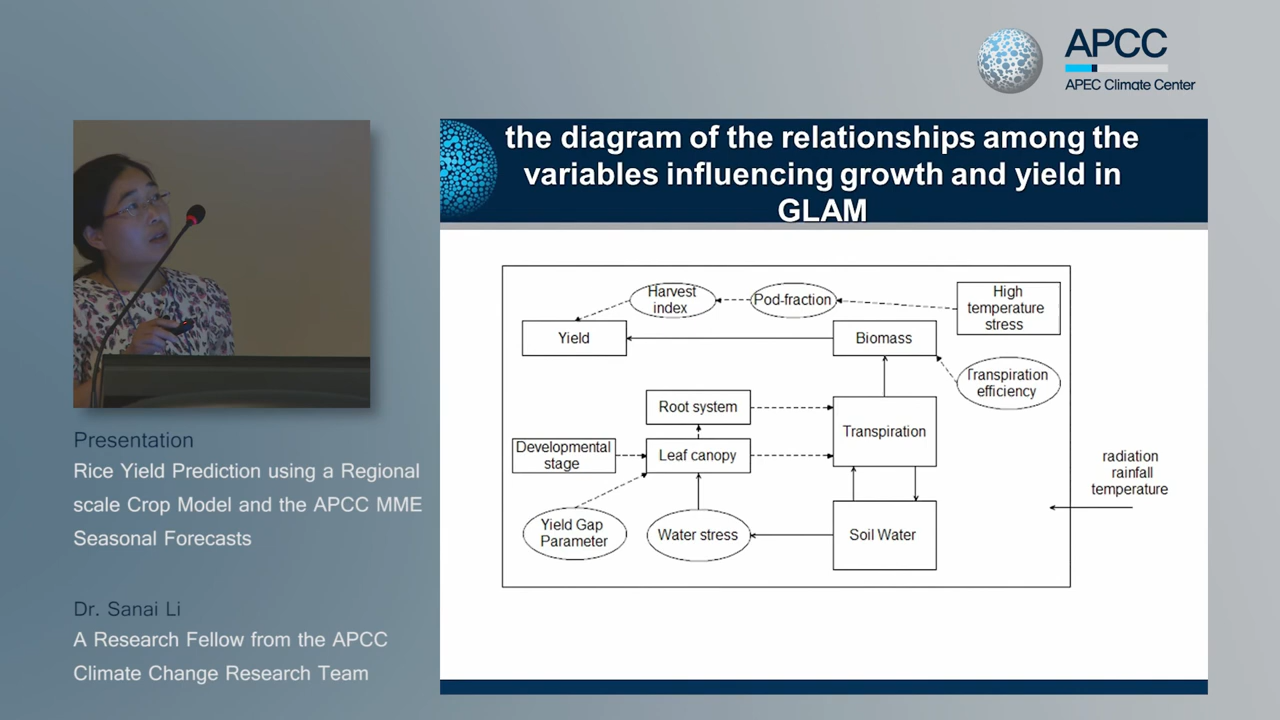 APCC
APEC Climate Center
the diagram of the relationships among the
variables influencing growth and yield in
GLAM
Harvest
index
Pod-fraction
High
temperature
stress
Yield
Biomass
Transpiration
efficiency
Root system
Transpiration
Developmental
stage
Leaf canopy
radiation
rainfall
temperature
Yield Gap
Parameter
Water stress
Soil Water
Presentation
Rice Yield Prediction using a Regional
scale Crop Model and the APCC MME
Seasonal Forecasts
Dr. Sanai Li
A Research Fellow from the APCC
Climate Change Research Team